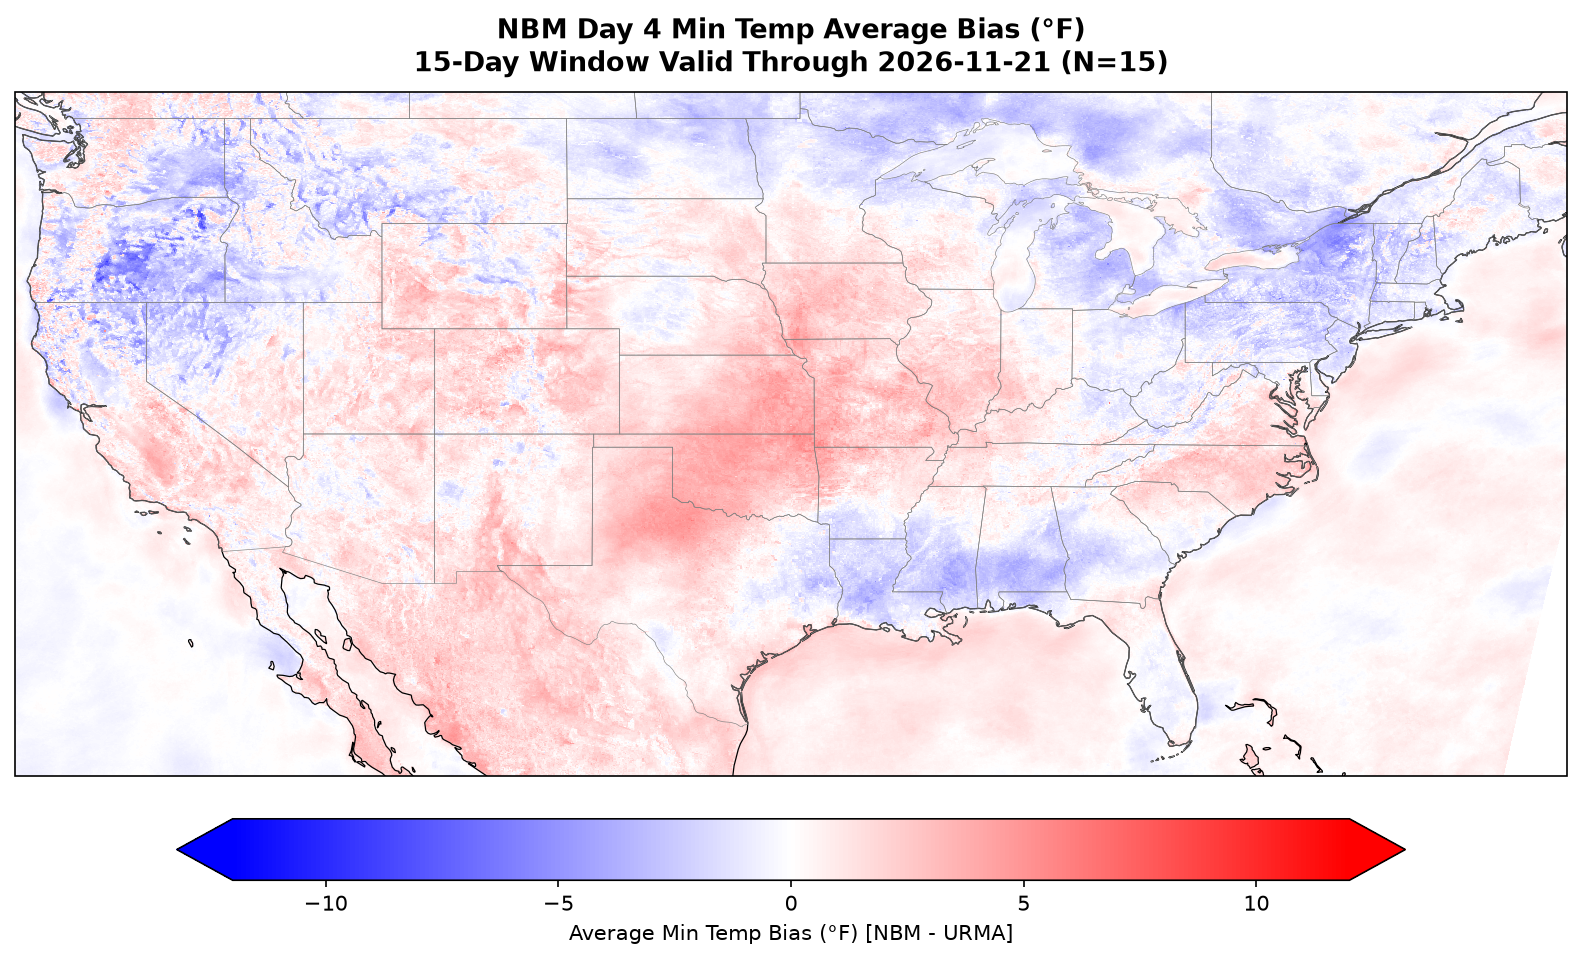 NBM Day 4 Min Temp Average Bias (°F)
15-Day Window Valid Through 2026-11-21 (N=15)
−10 −5 0 5 10
Average Min Temp Bias (°F) [NBM - URMA]